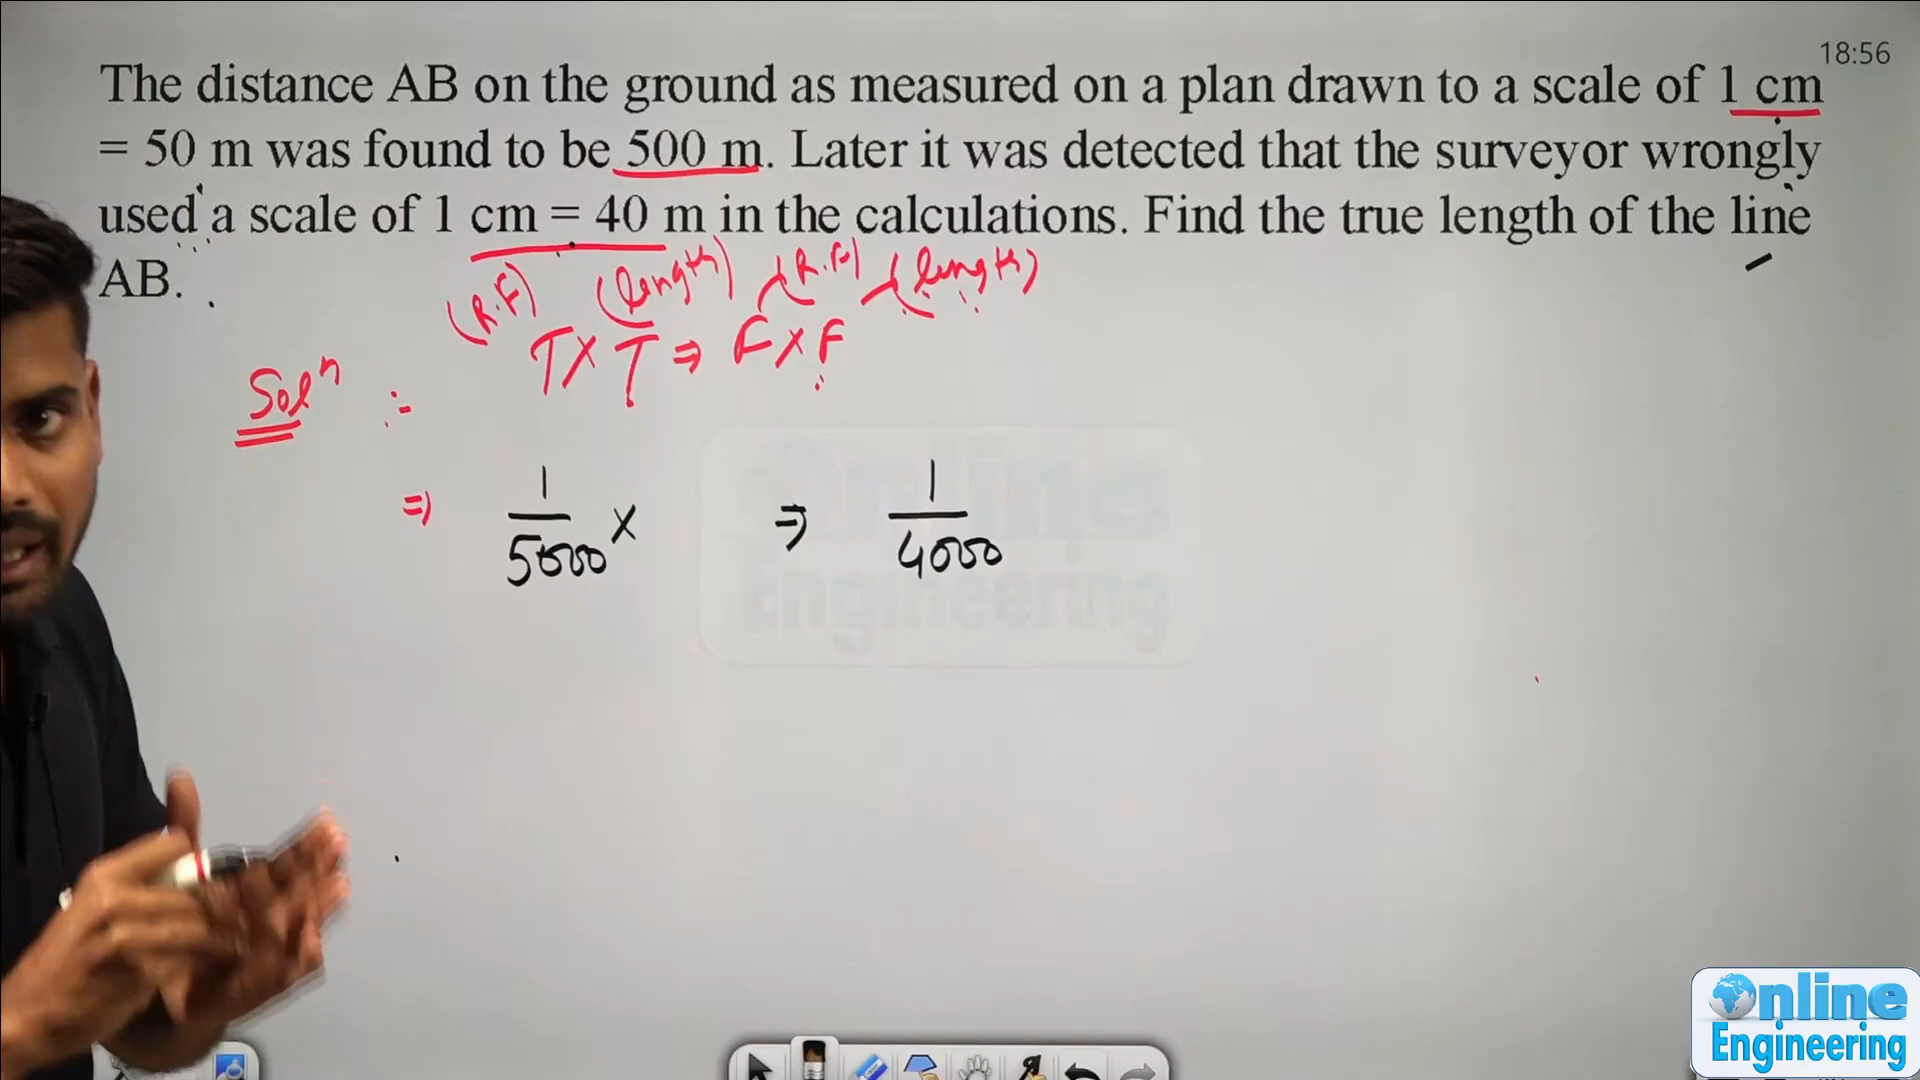 18:56
The distance AB on the ground as measured on a plan drawn to a scale of 1 cm
= 50 m was found to be 500 m. Later it was detected that the surveyor wrongly
used a scale of 1 cm = 40 m in the calculations. Find the true length of the line
AB.
(R.F) (length) (R.F) (length)
T X T ⇒ F X F
Solⁿ :-
⇒ 1/5000 X ⇒ 1/4000
Online
Engineering
Online
Engineering